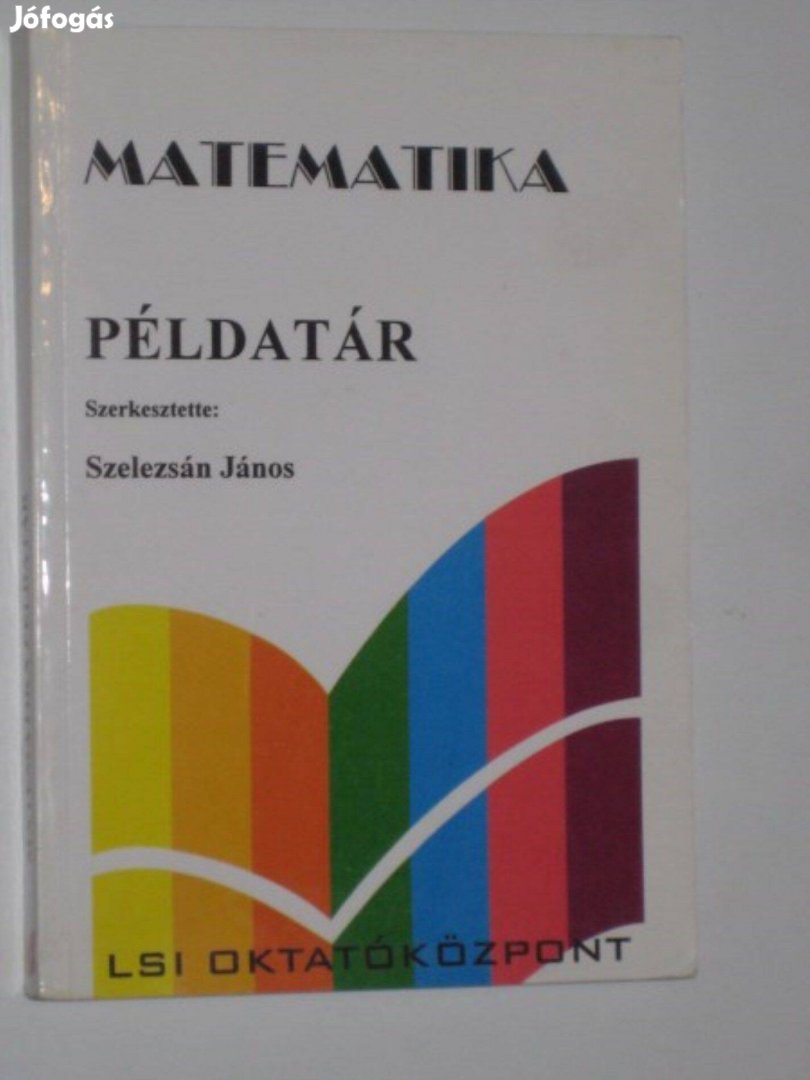 Jófogás
MATEMATIKA
PÉLDATÁR
Szerkesztette:
Szelezsán János
LSI OKTATÓKÖZPONT